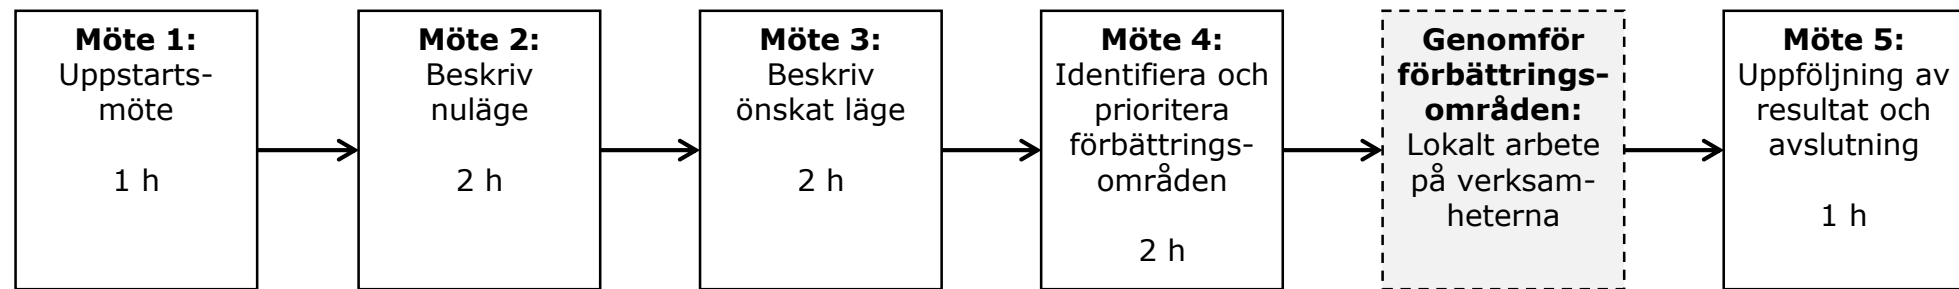 Möte 1:
Uppstarts-
möte
1 h
Möte 2:
Beskriv
nuläge
2 h
Möte 3:
Beskriv
önskat läge
2 h
Möte 4:
Identifiera och
prioritera
förbättrings-
områden
2 h
Genomför
förbättrings-
områden:
Lokalt arbete
på verksam-
heterna
Möte 5:
Uppföljning av
resultat och
avslutning
1 h